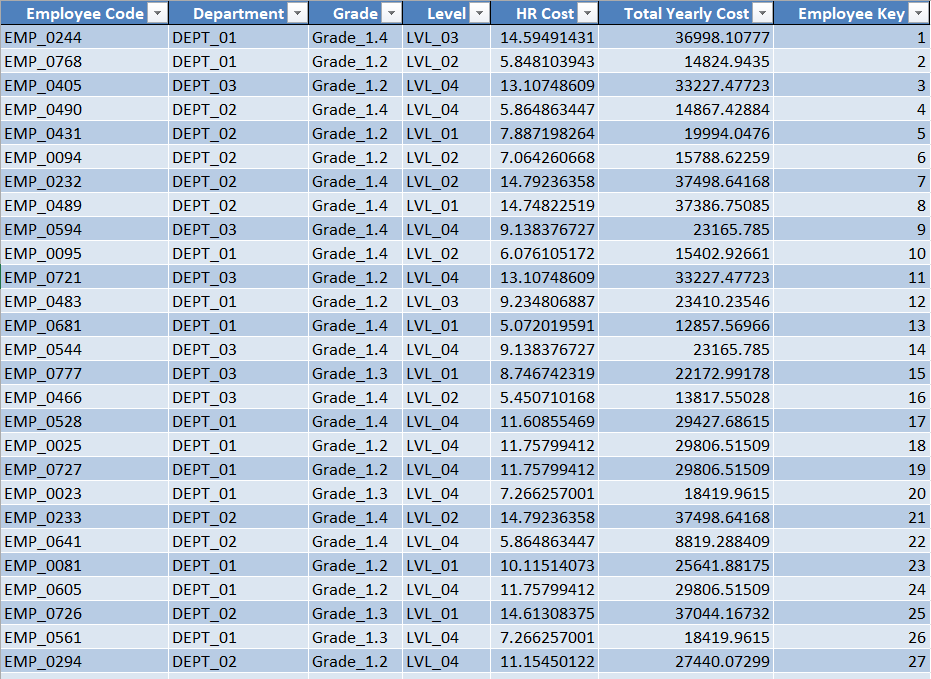 Employee Code Department Grade Level HR Cost Total Yearly Cost Employee Key
EMP_0244 DEPT_01 Grade_1.4 LVL_03 14.59491431 36998.10777 1
EMP_0768 DEPT_01 Grade_1.2 LVL_02 5.848103943 14824.9435 2
EMP_0405 DEPT_03 Grade_1.2 LVL_04 13.10748609 33227.47723 3
EMP_0490 DEPT_02 Grade_1.4 LVL_04 5.864863447 14867.42884 4
EMP_0431 DEPT_02 Grade_1.2 LVL_01 7.887198264 19994.0476 5
EMP_0094 DEPT_02 Grade_1.2 LVL_02 7.064260668 15788.62259 6
EMP_0232 DEPT_02 Grade_1.4 LVL_02 14.79236358 37498.64168 7
EMP_0489 DEPT_02 Grade_1.4 LVL_01 14.74822519 37386.75085 8
EMP_0594 DEPT_03 Grade_1.4 LVL_04 9.138376727 23165.785 9
EMP_0095 DEPT_01 Grade_1.4 LVL_02 6.076105172 15402.92661 10
EMP_0721 DEPT_03 Grade_1.2 LVL_04 13.10748609 33227.47723 11
EMP_0483 DEPT_01 Grade_1.2 LVL_03 9.234806887 23410.23546 12
EMP_0681 DEPT_01 Grade_1.4 LVL_01 5.072019591 12857.56966 13
EMP_0544 DEPT_03 Grade_1.4 LVL_04 9.138376727 23165.785 14
EMP_0777 DEPT_03 Grade_1.3 LVL_01 8.746742319 22172.99178 15
EMP_0466 DEPT_03 Grade_1.4 LVL_02 5.450710168 13817.55028 16
EMP_0528 DEPT_01 Grade_1.4 LVL_04 11.60855469 29427.68615 17
EMP_0025 DEPT_01 Grade_1.2 LVL_04 11.75799412 29806.51509 18
EMP_0727 DEPT_01 Grade_1.2 LVL_04 11.75799412 29806.51509 19
EMP_0023 DEPT_01 Grade_1.3 LVL_04 7.266257001 18419.9615 20
EMP_0233 DEPT_02 Grade_1.4 LVL_02 14.79236358 37498.64168 21
EMP_0641 DEPT_02 Grade_1.4 LVL_04 5.864863447 8819.288409 22
EMP_0081 DEPT_01 Grade_1.2 LVL_01 10.11514073 25641.88175 23
EMP_0605 DEPT_01 Grade_1.2 LVL_04 11.75799412 29806.51509 24
EMP_0726 DEPT_02 Grade_1.3 LVL_01 14.61308375 37044.16732 25
EMP_0561 DEPT_01 Grade_1.3 LVL_04 7.266257001 18419.9615 26
EMP_0294 DEPT_02 Grade_1.2 LVL_04 11.15450122 27440.07299 27